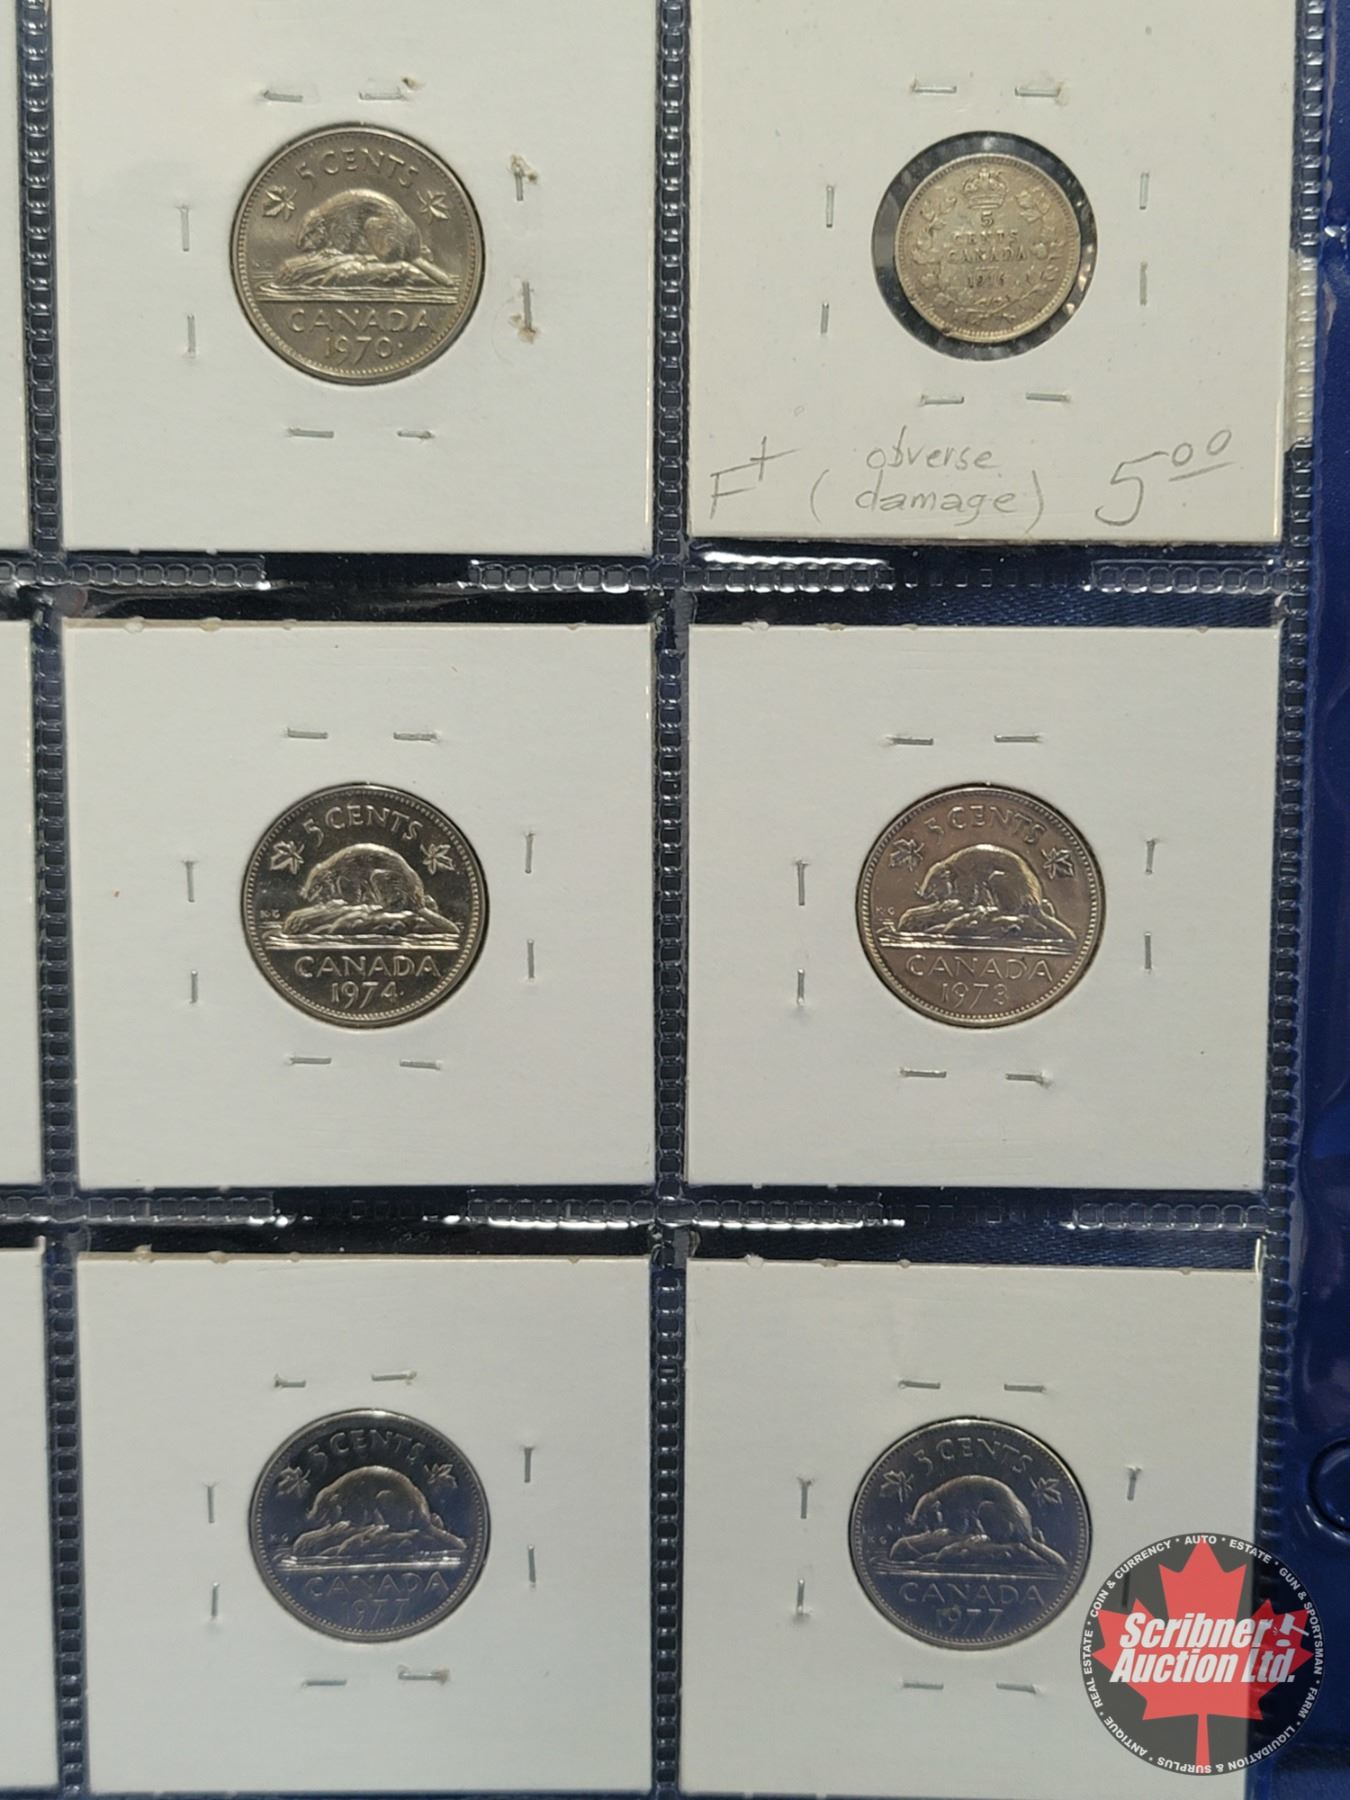 5 CENTS
CANADA
1970
5
CENTS
CANADA
1916
F+ (obverse damage) 5.00
5 CENTS
K G
CANADA
1974
5 CENTS
K G
CANADA
1973
5 CENTS
K G
CANADA
1977
5 CENTS
K G
CANADA
1977
COIN & CURRENCY • AUTO • ESTATE • GUN & SPORTSMAN • FARM • LIQUIDATION & SURPLUS • ANTIQUE • REAL ESTATE •
Scribner
Auction Ltd.